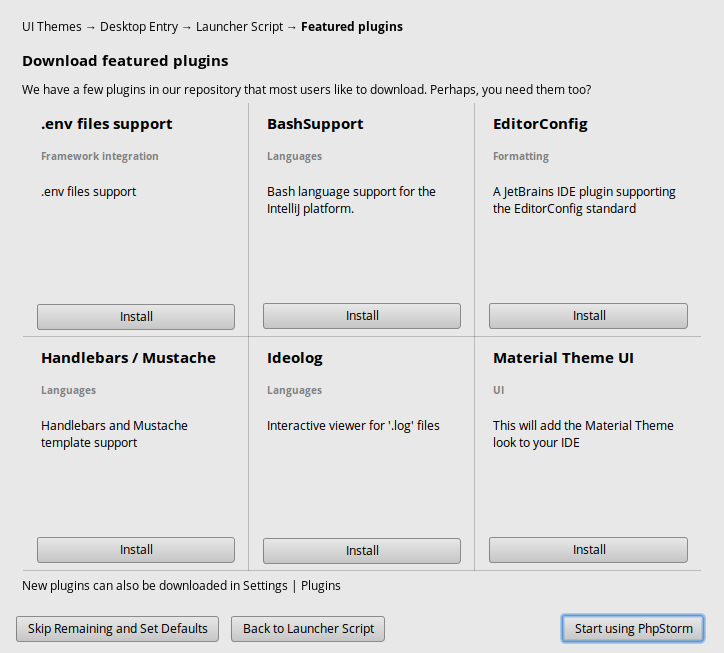 UI Themes → Desktop Entry → Launcher Script → Featured plugins
Download featured plugins
We have a few plugins in our repository that most users like to download. Perhaps, you need them too?
.env files support
Framework integration
.env files support
Install
BashSupport
Languages
Bash language support for the
IntelliJ platform.
Install
EditorConfig
Formatting
A JetBrains IDE plugin supporting
the EditorConfig standard
Install
Handlebars / Mustache
Languages
Handlebars and Mustache
template support
Install
Ideolog
Languages
Interactive viewer for '.log' files
Install
Material Theme UI
UI
This will add the Material Theme
look to your IDE
Install
New plugins can also be downloaded in Settings | Plugins
Skip Remaining and Set Defaults
Back to Launcher Script
Start using PhpStorm